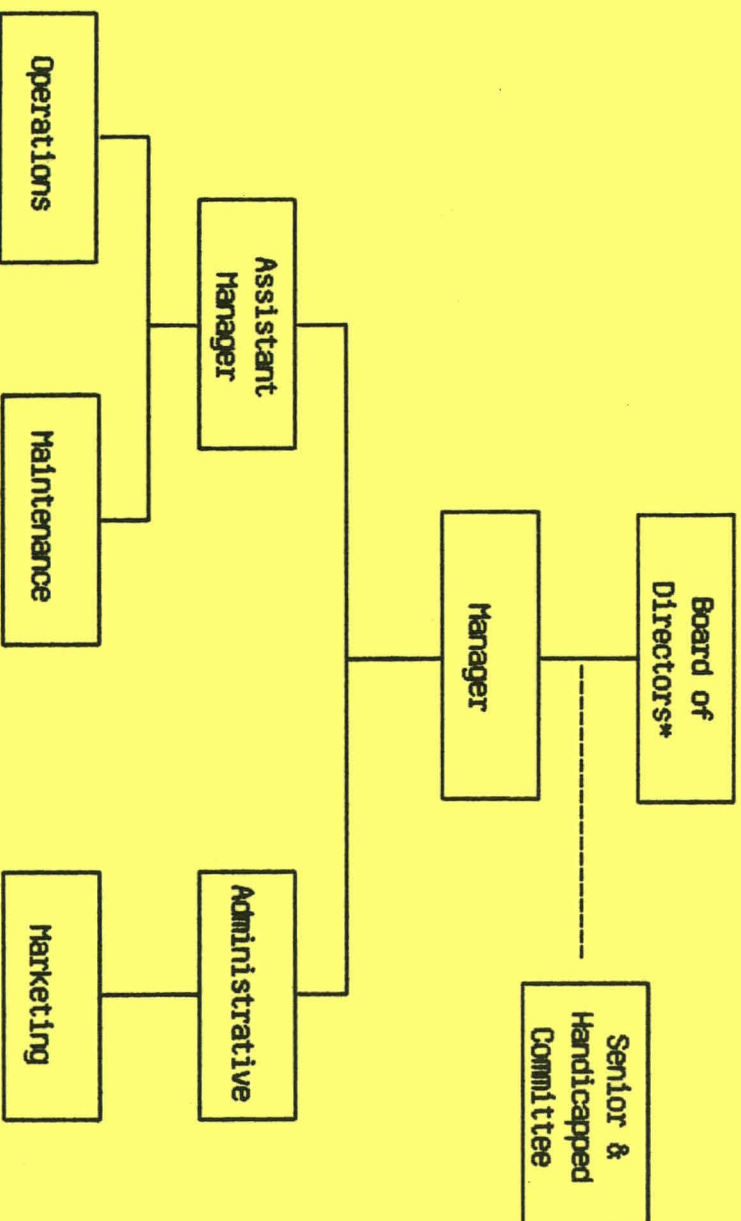 Board of
Directors*
Senior &
Handicapped
Committee
Manager
Assistant
Manager
Administrative
Operations
Maintenance
Marketing